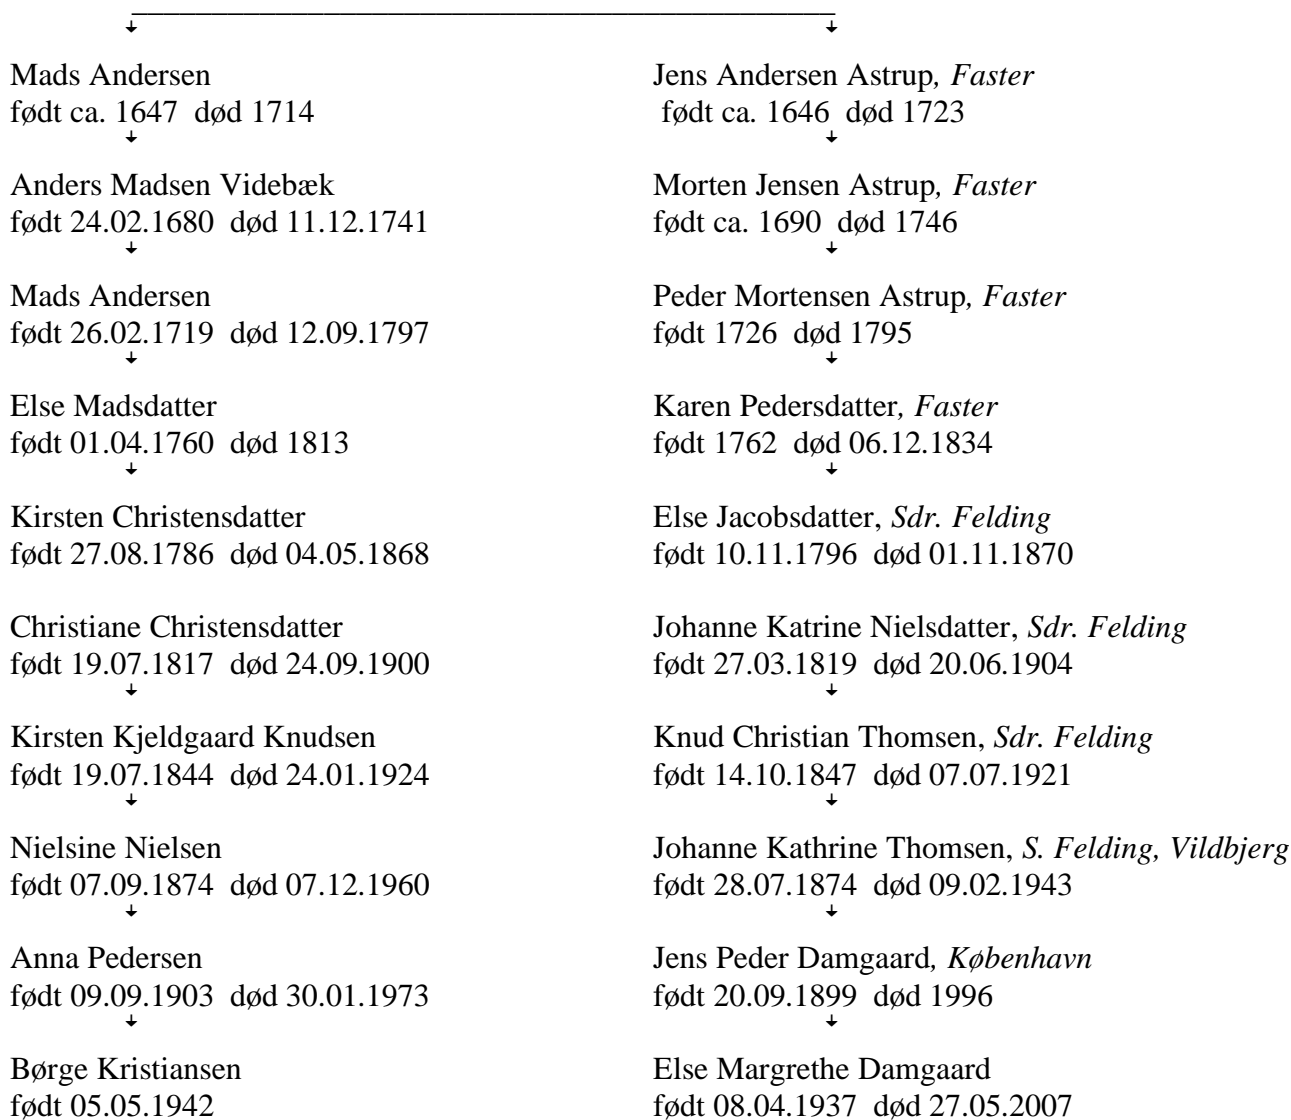 Mads Andersen
født ca. 1647 død 1714
Anders Madsen Videbæk
født 24.02.1680 død 11.12.1741
Mads Andersen
født 26.02.1719 død 12.09.1797
Else Madsdatter
født 01.04.1760 død 1813
Kirsten Christensdatter
født 27.08.1786 død 04.05.1868
Christiane Christensdatter
født 19.07.1817 død 24.09.1900
Kirsten Kjeldgaard Knudsen
født 19.07.1844 død 24.01.1924
Nielsine Nielsen
født 07.09.1874 død 07.12.1960
Anna Pedersen
født 09.09.1903 død 30.01.1973
Børge Kristiansen
født 05.05.1942
Jens Andersen Astrup, Faster
født ca. 1646 død 1723
Morten Jensen Astrup, Faster
født ca. 1690 død 1746
Peder Mortensen Astrup, Faster
født 1726 død 1795
Karen Pedersdatter, Faster
født 1762 død 06.12.1834
Else Jacobsdatter, Sdr. Felding
født 10.11.1796 død 01.11.1870
Johanne Katrine Nielsdatter, Sdr. Felding
født 27.03.1819 død 20.06.1904
Knud Christian Thomsen, Sdr. Felding
født 14.10.1847 død 07.07.1921
Johanne Kathrine Thomsen, S. Felding, Vildbjerg
født 28.07.1874 død 09.02.1943
Jens Peder Damgaard, København
født 20.09.1899 død 1996
Else Margrethe Damgaard
født 08.04.1937 død 27.05.2007